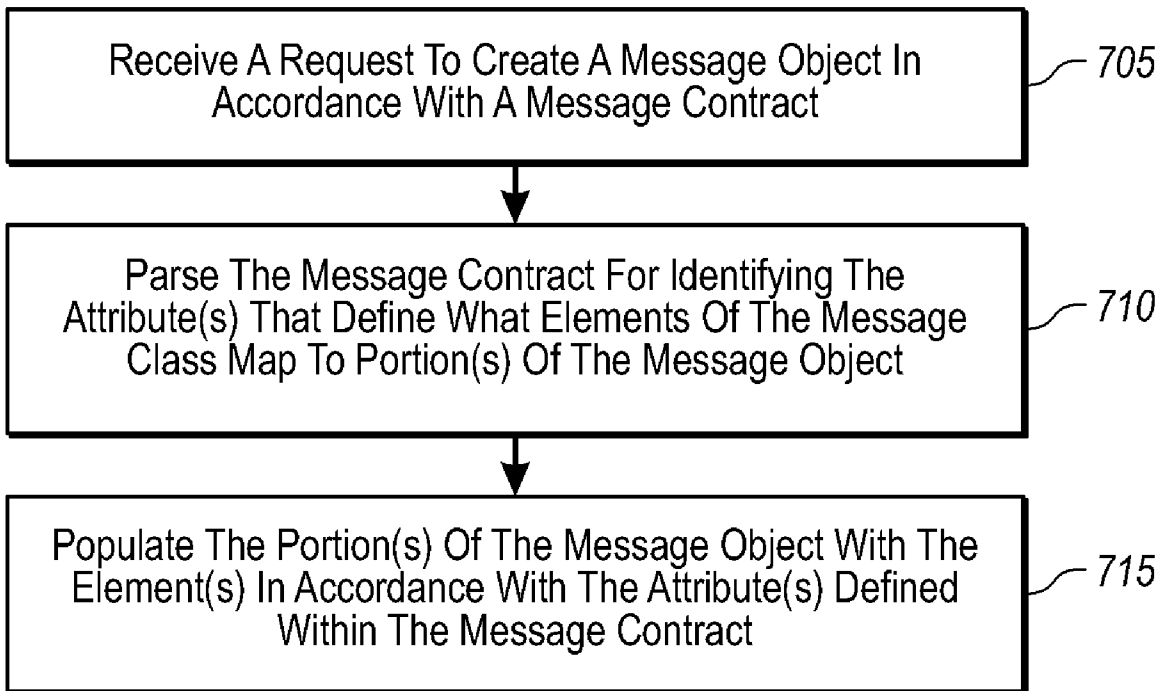 Receive A Request To Create A Message Object In
Accordance With A Message Contract
705
Parse The Message Contract For Identifying The
Attribute(s) That Define What Elements Of The Message
Class Map To Portion(s) Of The Message Object
710
Populate The Portion(s) Of The Message Object With The
Element(s) In Accordance With The Attribute(s) Defined
Within The Message Contract
715